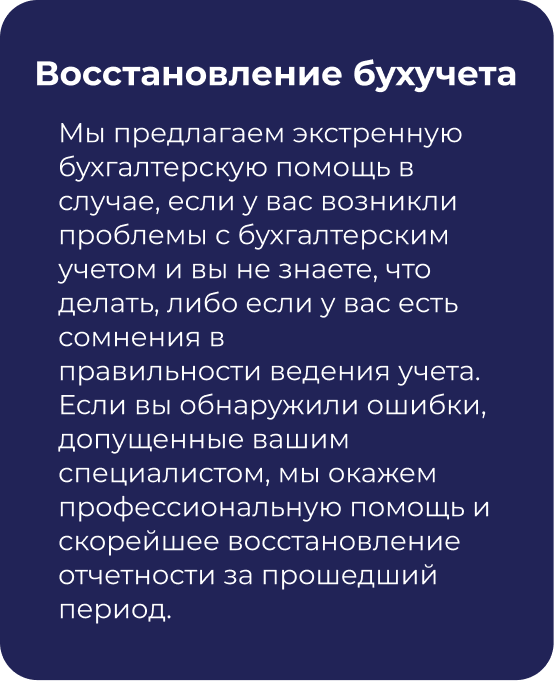 Восстановление бухучета
Мы предлагаем экстренную
бухгалтерскую помощь в
случае, если у вас возникли
проблемы с бухгалтерским
учетом и вы не знаете, что
делать, либо если у вас есть
сомнения в
правильности ведения учета.
Если вы обнаружили ошибки,
допущенные вашим
специалистом, мы окажем
профессиональную помощь и
скорейшее восстановление
отчетности за прошедший
период.